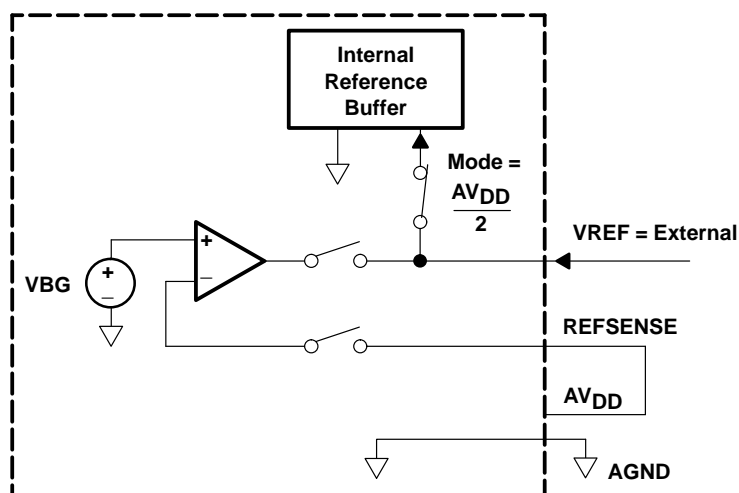 Internal
Reference
Buffer
Mode =
AVDD
2
VREF = External
+
−
VBG
+
−
REFSENSE
AVDD
AGND